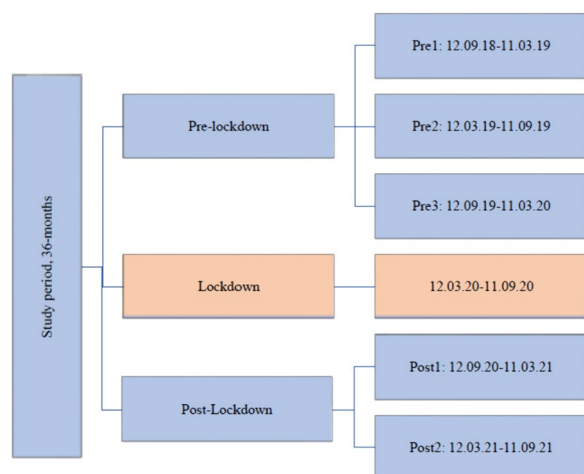 Study period, 36-months
Pre-lockdown
Pre1: 12.09.18-11.03.19
Pre2: 12.03.19-11.09.19
Pre3: 12.09.19-11.03.20
Lockdown
12.03.20-11.09.20
Post-Lockdown
Post1: 12.09.20-11.03.21
Post2: 12.03.21-11.09.21